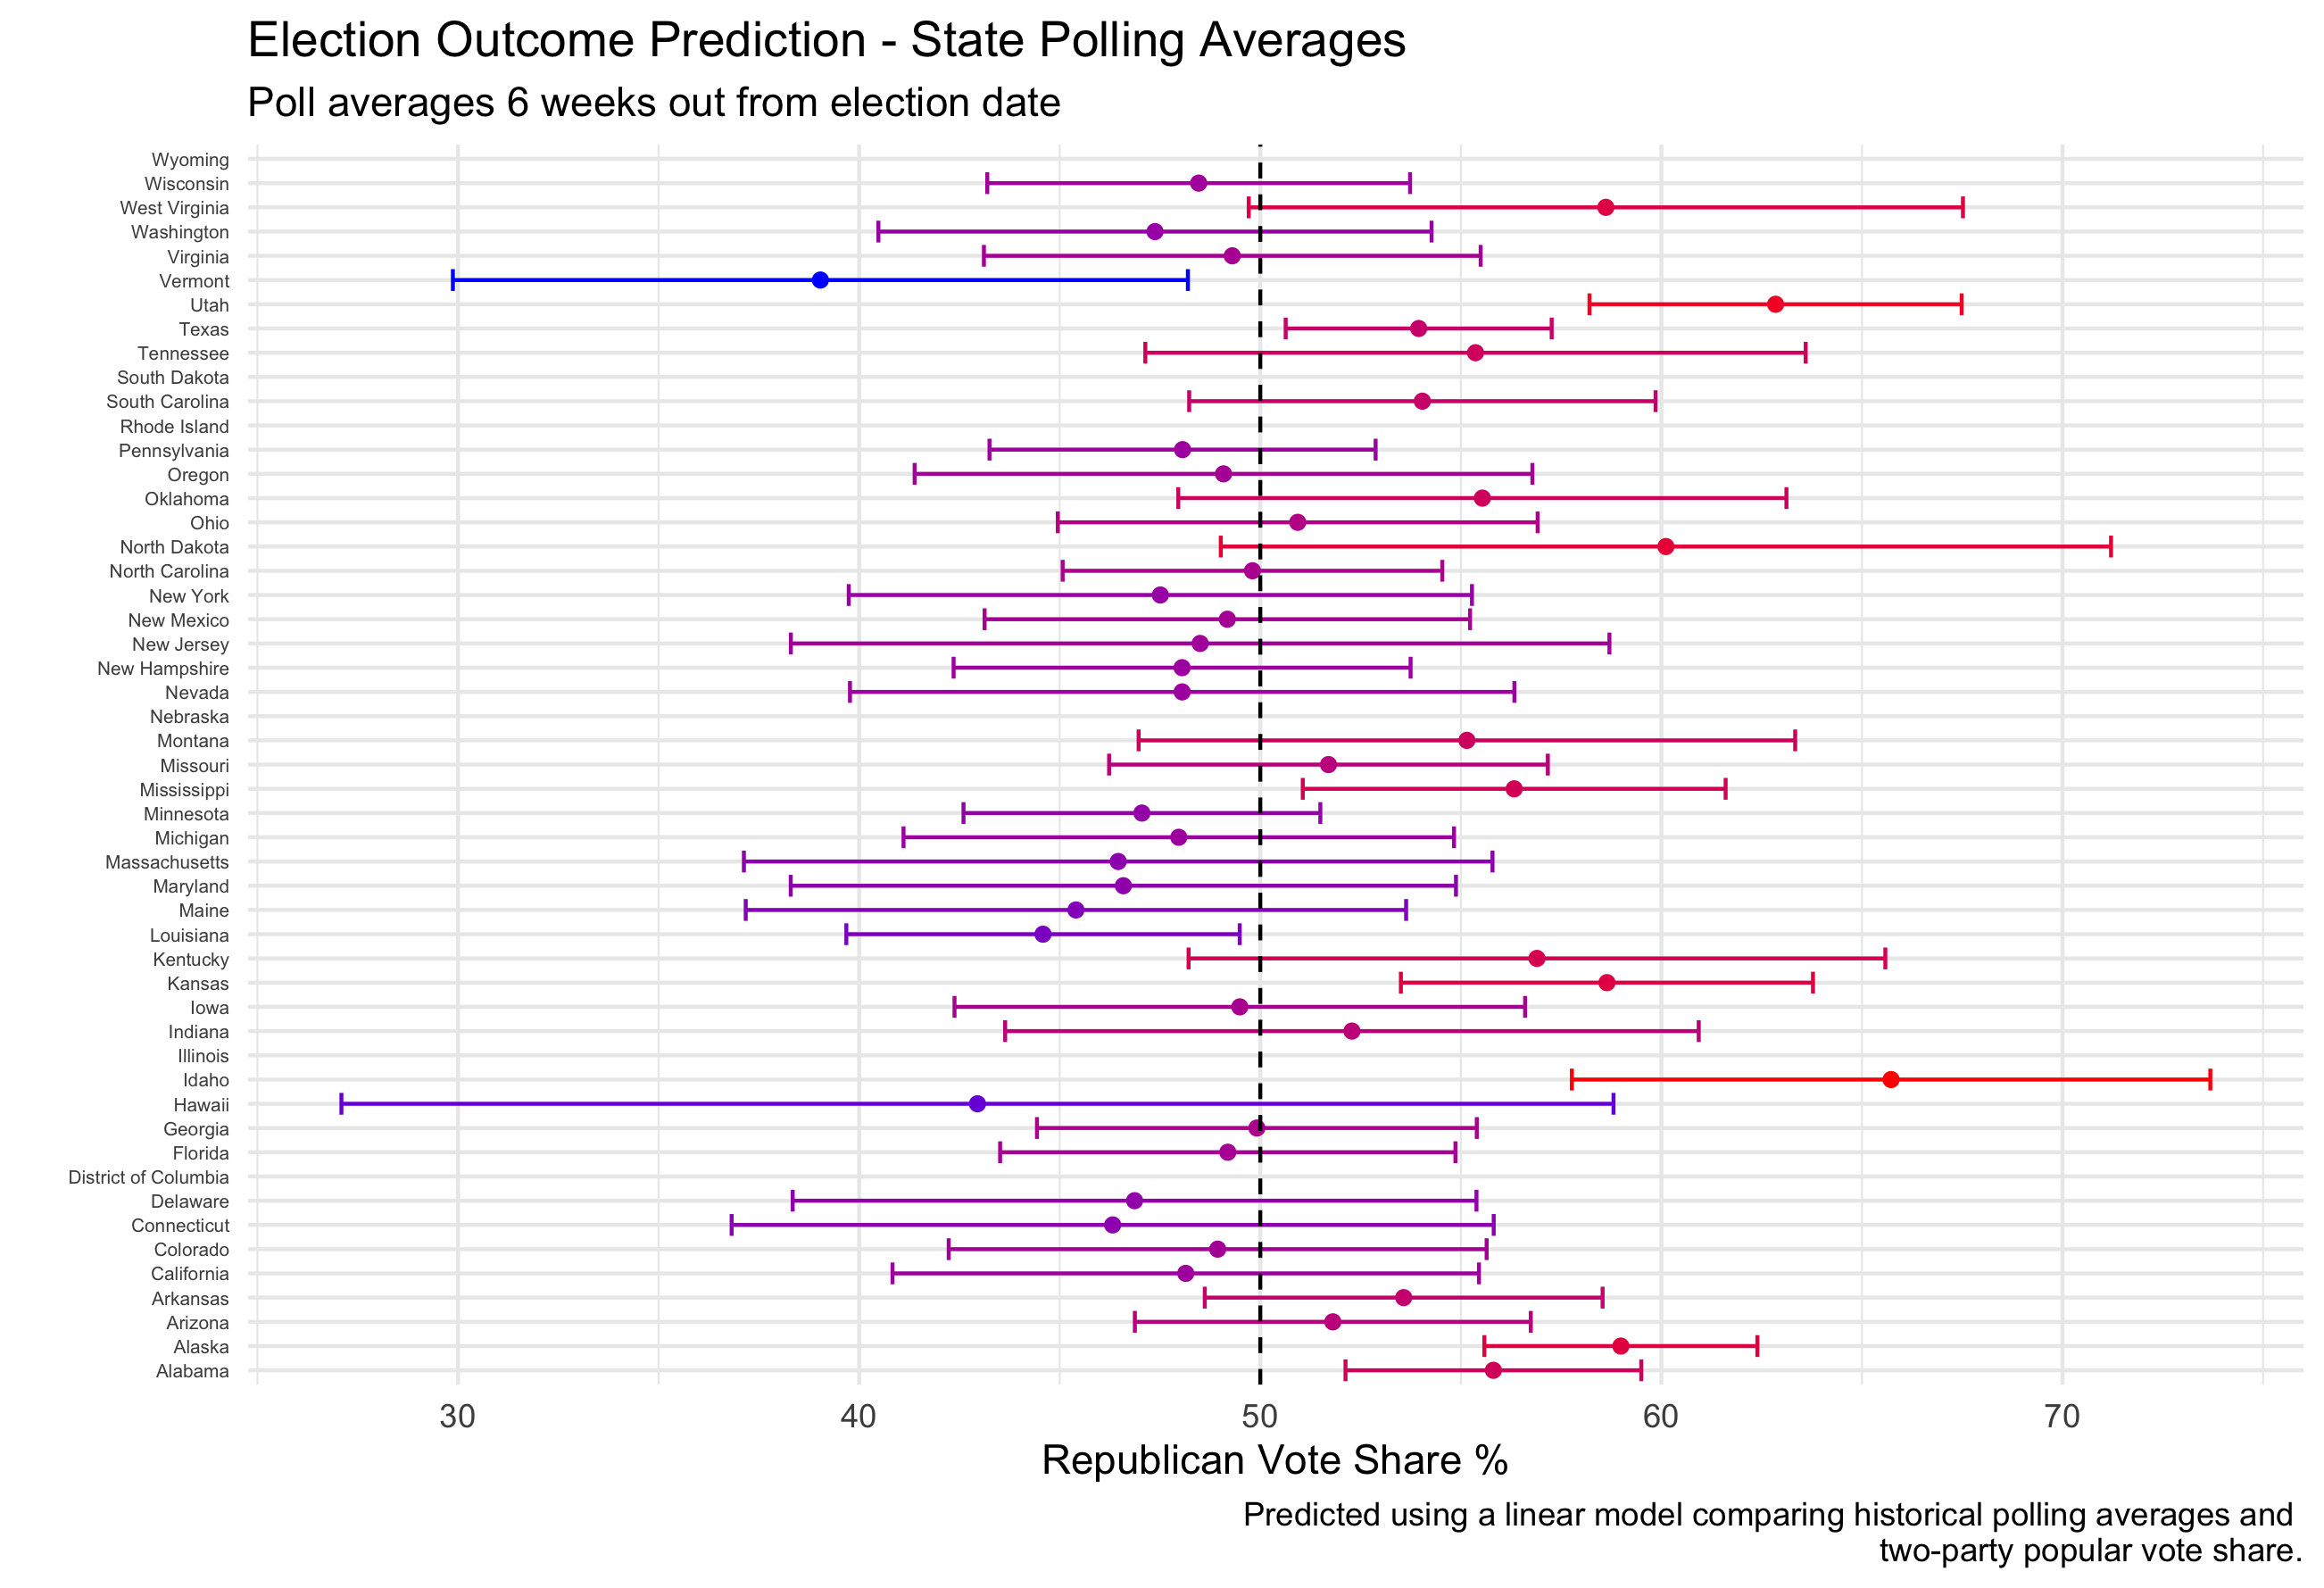 Election Outcome Prediction - State Polling Averages
Poll averages 6 weeks out from election date
Wyoming
Wisconsin
West Virginia
Washington
Virginia
Vermont
Utah
Texas
Tennessee
South Dakota
South Carolina
Rhode Island
Pennsylvania
Oregon
Oklahoma
Ohio
North Dakota
North Carolina
New York
New Mexico
New Jersey
New Hampshire
Nevada
Nebraska
Montana
Missouri
Mississippi
Minnesota
Michigan
Massachusetts
Maryland
Maine
Louisiana
Kentucky
Kansas
Iowa
Indiana
Illinois
Idaho
Hawaii
Georgia
Florida
District of Columbia
Delaware
Connecticut
Colorado
California
Arkansas
Arizona
Alaska
Alabama
30 40 50 60 70
Republican Vote Share %
Predicted using a linear model comparing historical polling averages and
two-party popular vote share.